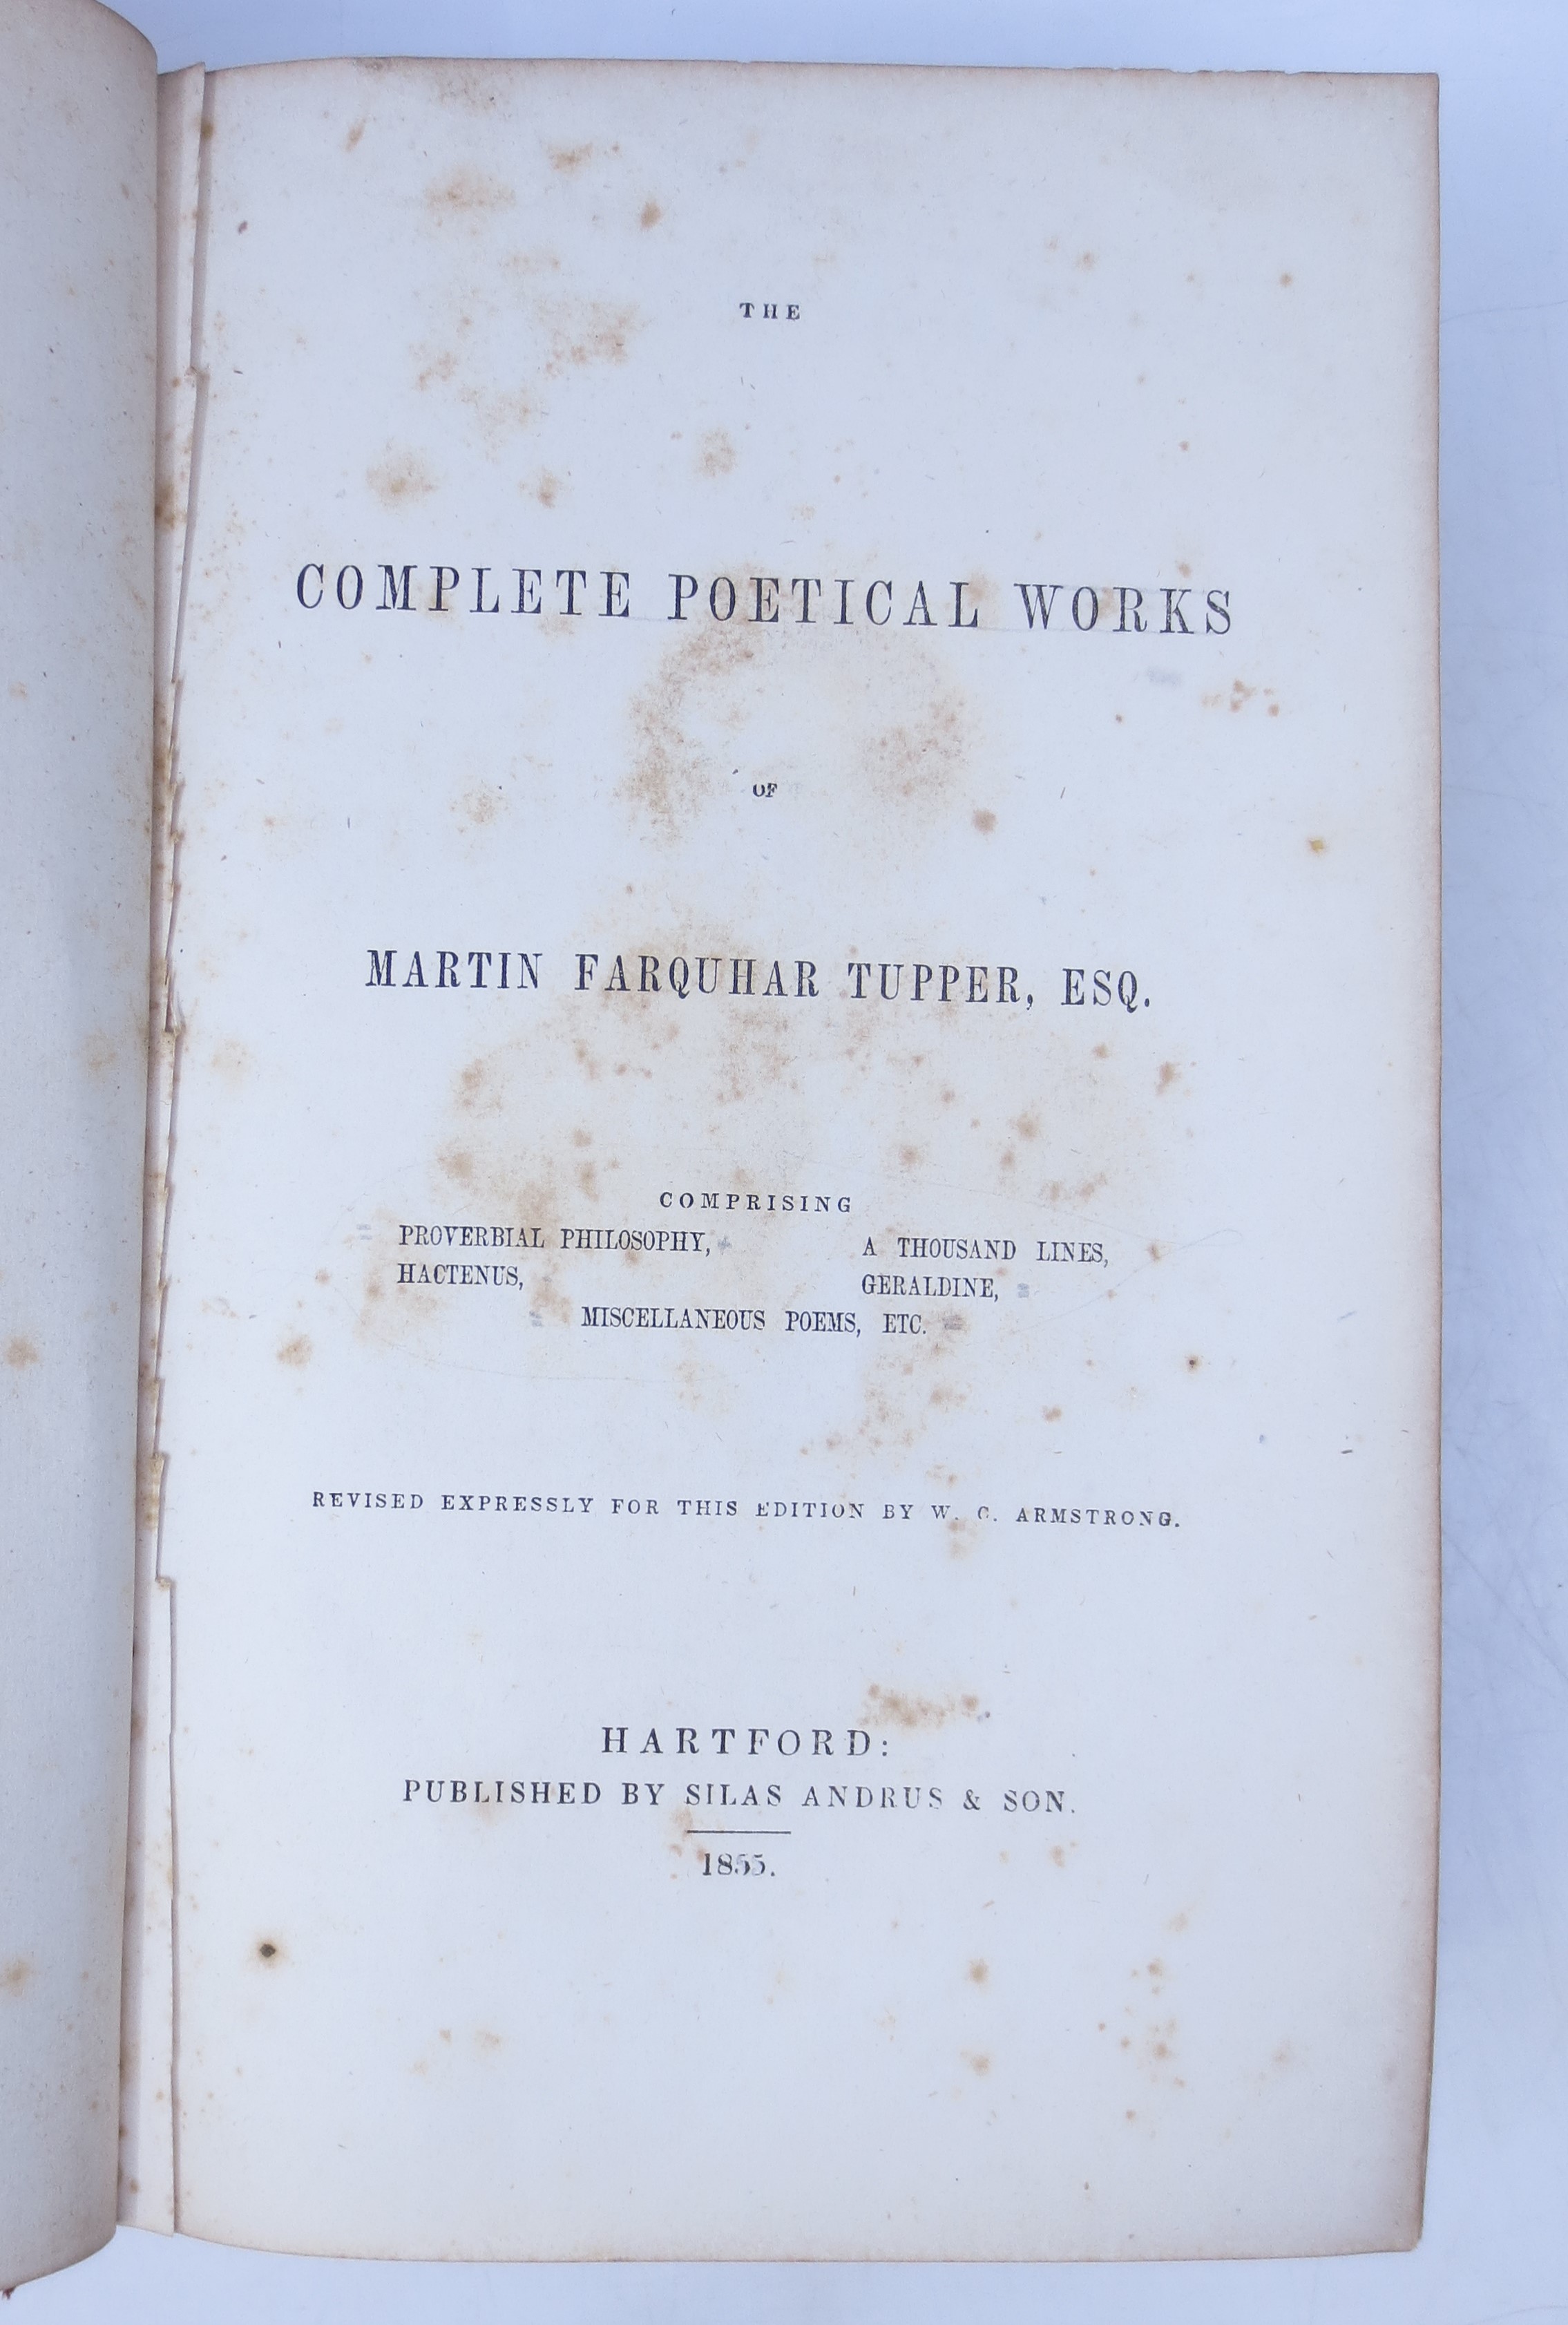 THE
COMPLETE POETICAL WORKS
OF
MARTIN FARQUHAR TUPPER, ESQ.
COMPRISING
PROVERBIAL PHILOSOPHY, A THOUSAND LINES,
HACTENUS, GERALDINE,
MISCELLANEOUS POEMS, ETC.
REVISED EXPRESSLY FOR THIS EDITION BY W. C. ARMSTRONG.
HARTFORD:
PUBLISHED BY SILAS ANDRUS & SON.
1855.